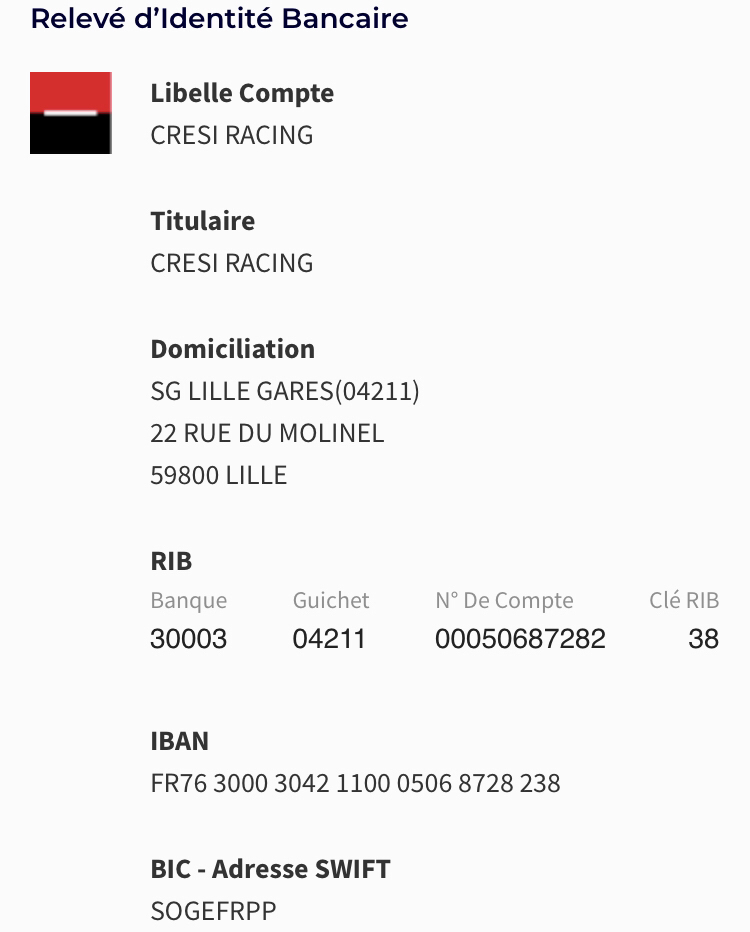 Relevé d’Identité Bancaire
Libelle Compte
CRESI RACING
Titulaire
CRESI RACING
Domiciliation
SG LILLE GARES(04211)
22 RUE DU MOLINEL
59800 LILLE
RIB
Banque Guichet N° De Compte Clé RIB
30003 04211 00050687282 38
IBAN
FR76 3000 3042 1100 0506 8728 238
BIC - Adresse SWIFT
SOGEFRPP